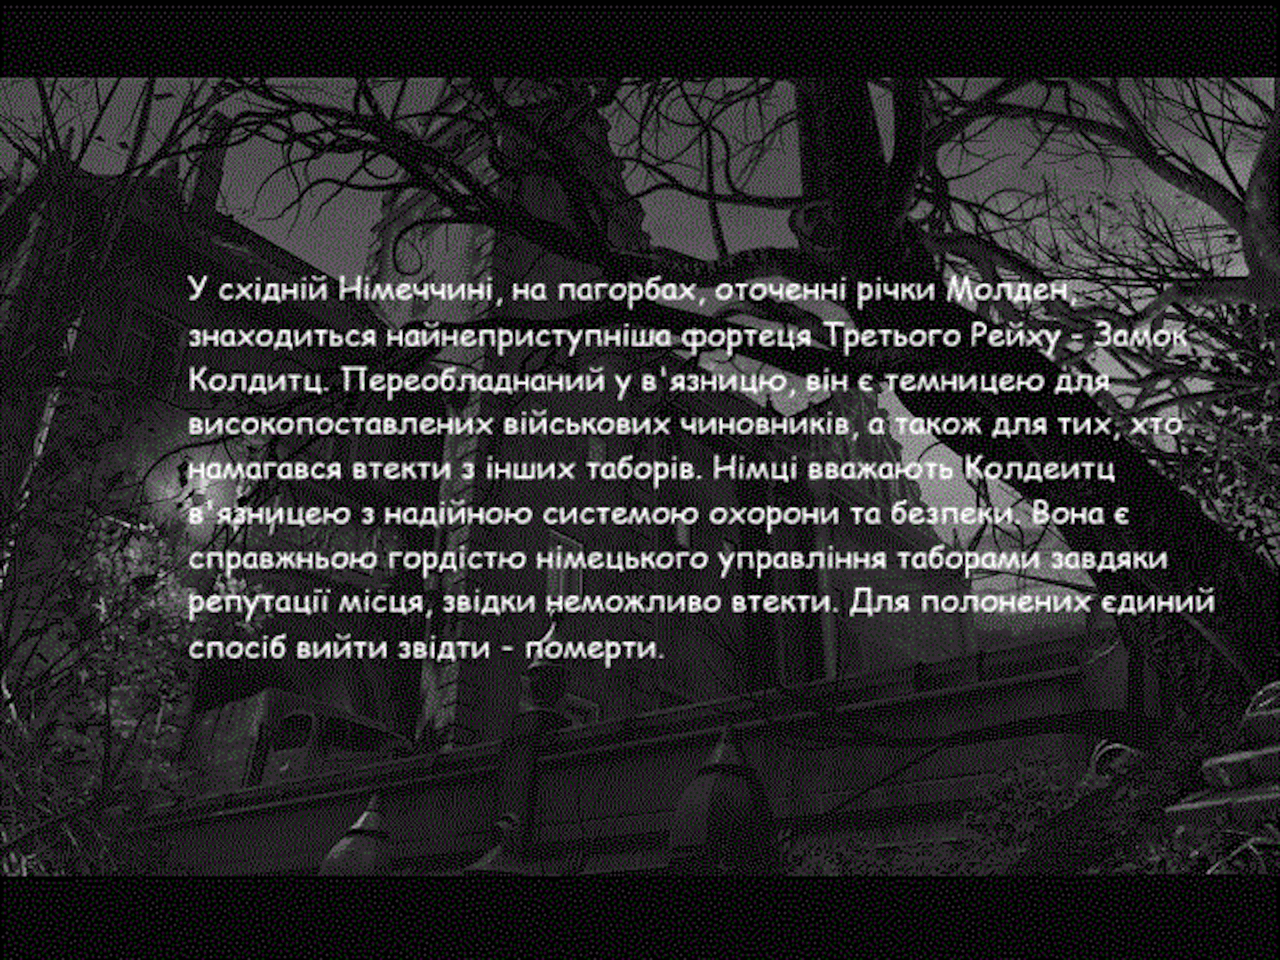 У східній Німеччині, на пагорбах, оточенні річки Молден,
знаходиться найнеприступніша фортеця Третього Рейху - Замок
Колдитц. Переобладнаний у в'язницю, він є темницею для
високопоставлених військових чиновників, а також для тих, хто
намагався втекти з інших таборів. Німці вважають Колдеитц
в'язницею з надійною системою охорони та безпеки. Вона є
справжньою гордістю німецького управління таборами завдяки
репутації місця, звідки неможливо втекти. Для полонених єдиний
спосіб вийти звідти - померти.